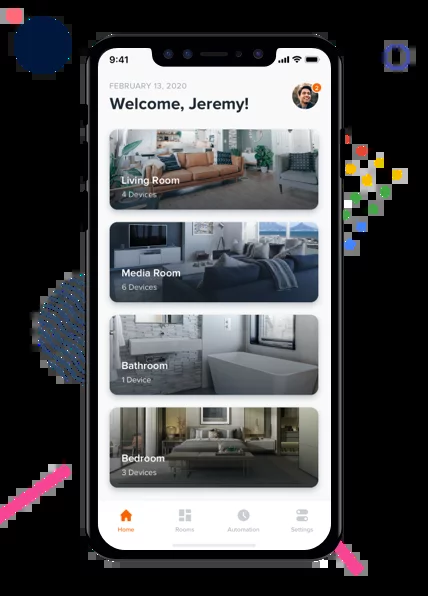 9:41
FEBRUARY 13, 2020
Welcome, Jeremy!
2
Living Room
4 Devices
Media Room
6 Devices
Bathroom
1 Device
Bedroom
3 Devices
Home
Rooms
Automation
Settings